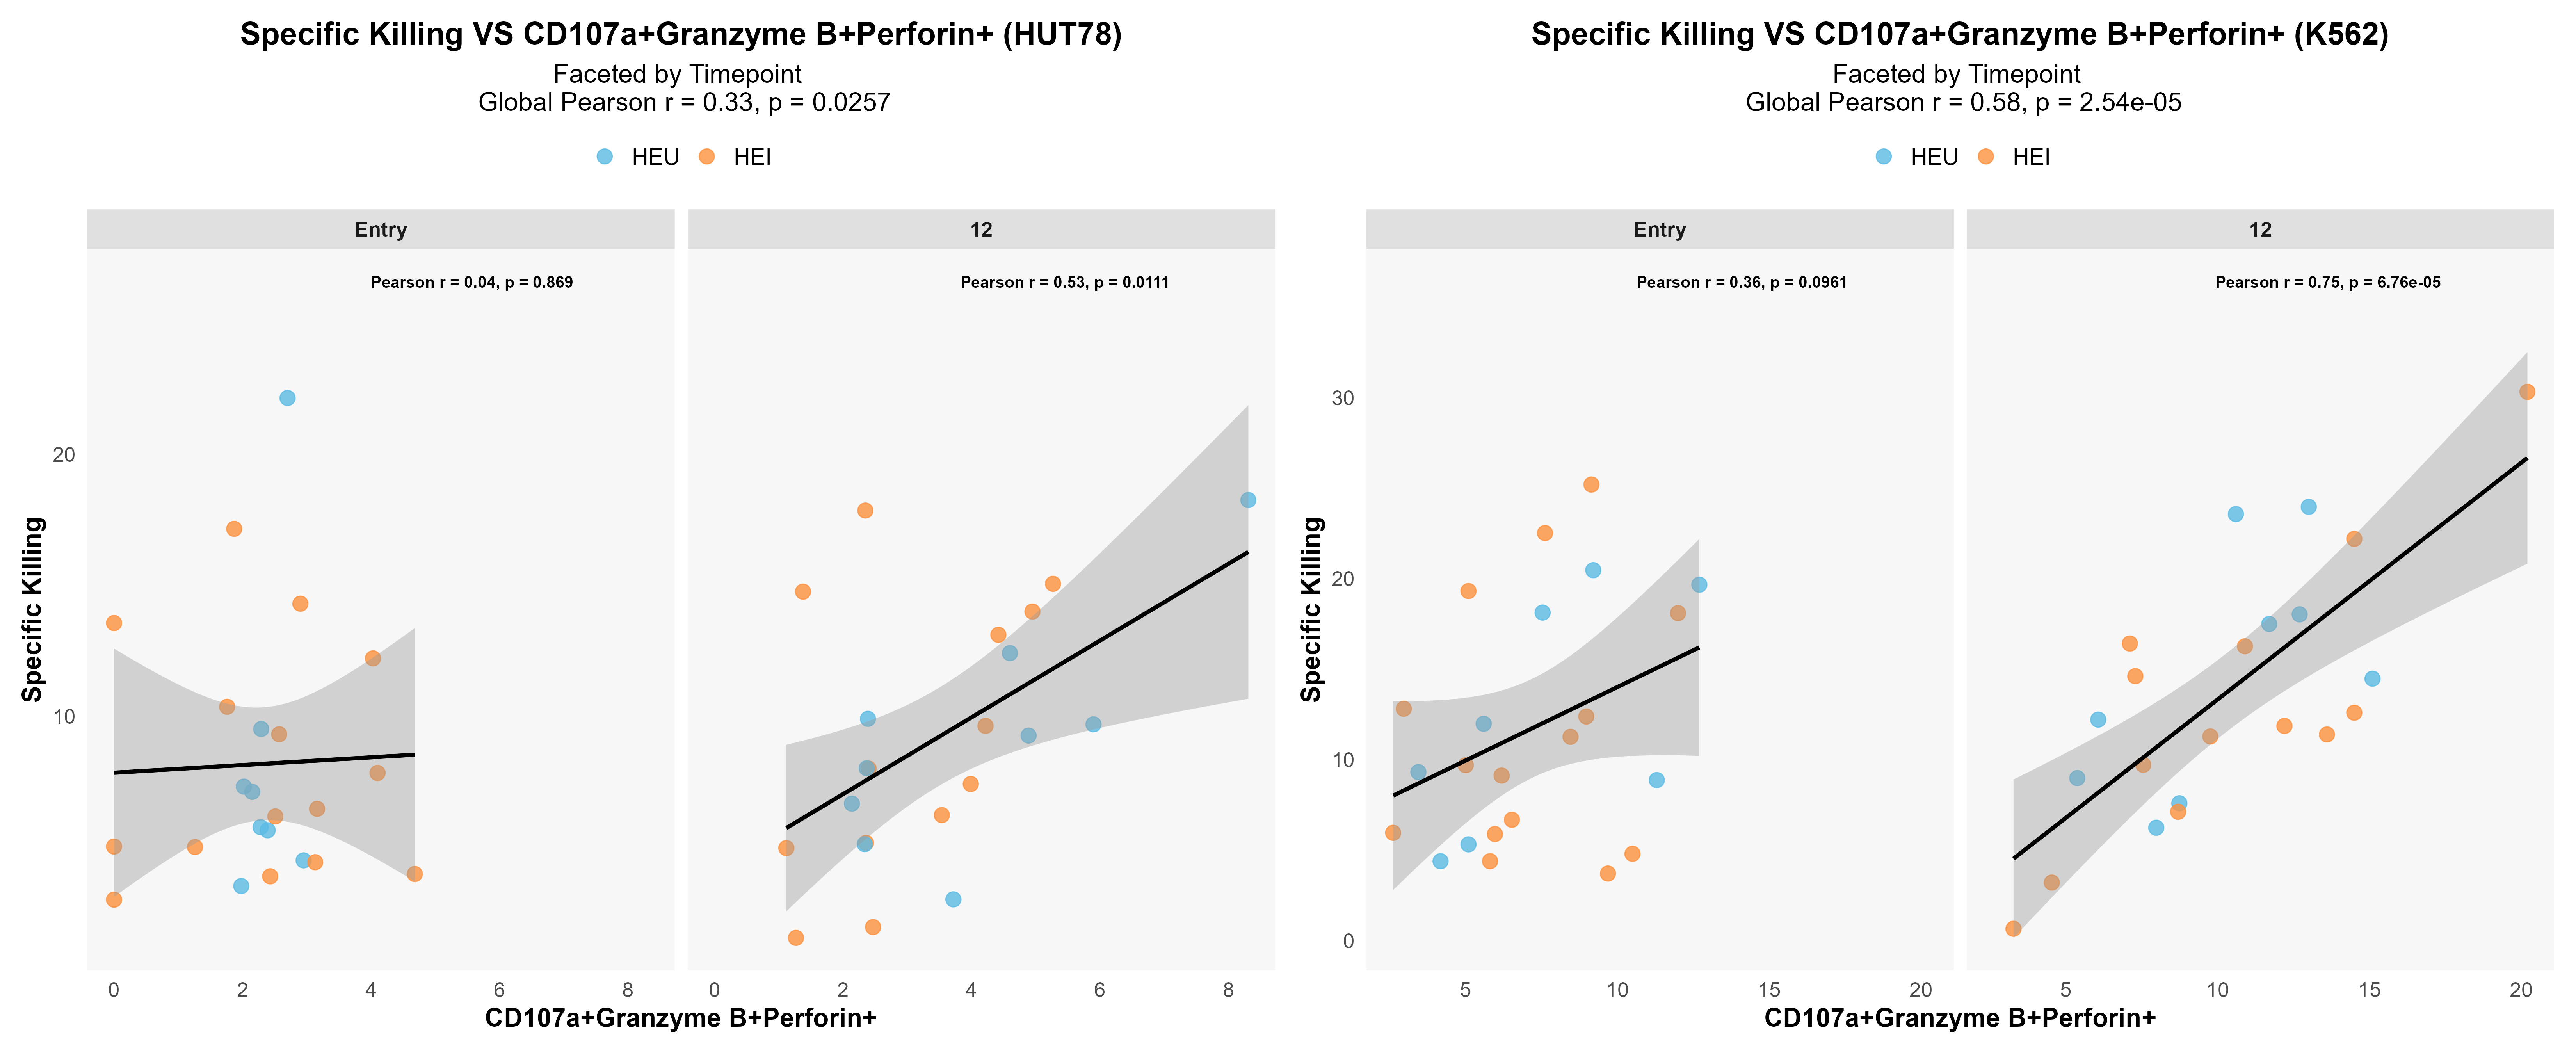 Specific Killing VS CD107a+Granzyme B+Perforin+ (HUT78)
Faceted by Timepoint
Global Pearson r = 0.33, p = 0.0257
HEU
HEI
Entry
12
Pearson r = 0.04, p = 0.869
Pearson r = 0.53, p = 0.0111
Specific Killing
20
10
0
2
4
6
8
0
2
4
6
8
CD107a+Granzyme B+Perforin+
Specific Killing VS CD107a+Granzyme B+Perforin+ (K562)
Faceted by Timepoint
Global Pearson r = 0.58, p = 2.54e-05
HEU
HEI
Entry
12
Pearson r = 0.36, p = 0.0961
Pearson r = 0.75, p = 6.76e-05
Specific Killing
30
20
10
0
5
10
15
20
5
10
15
20
CD107a+Granzyme B+Perforin+